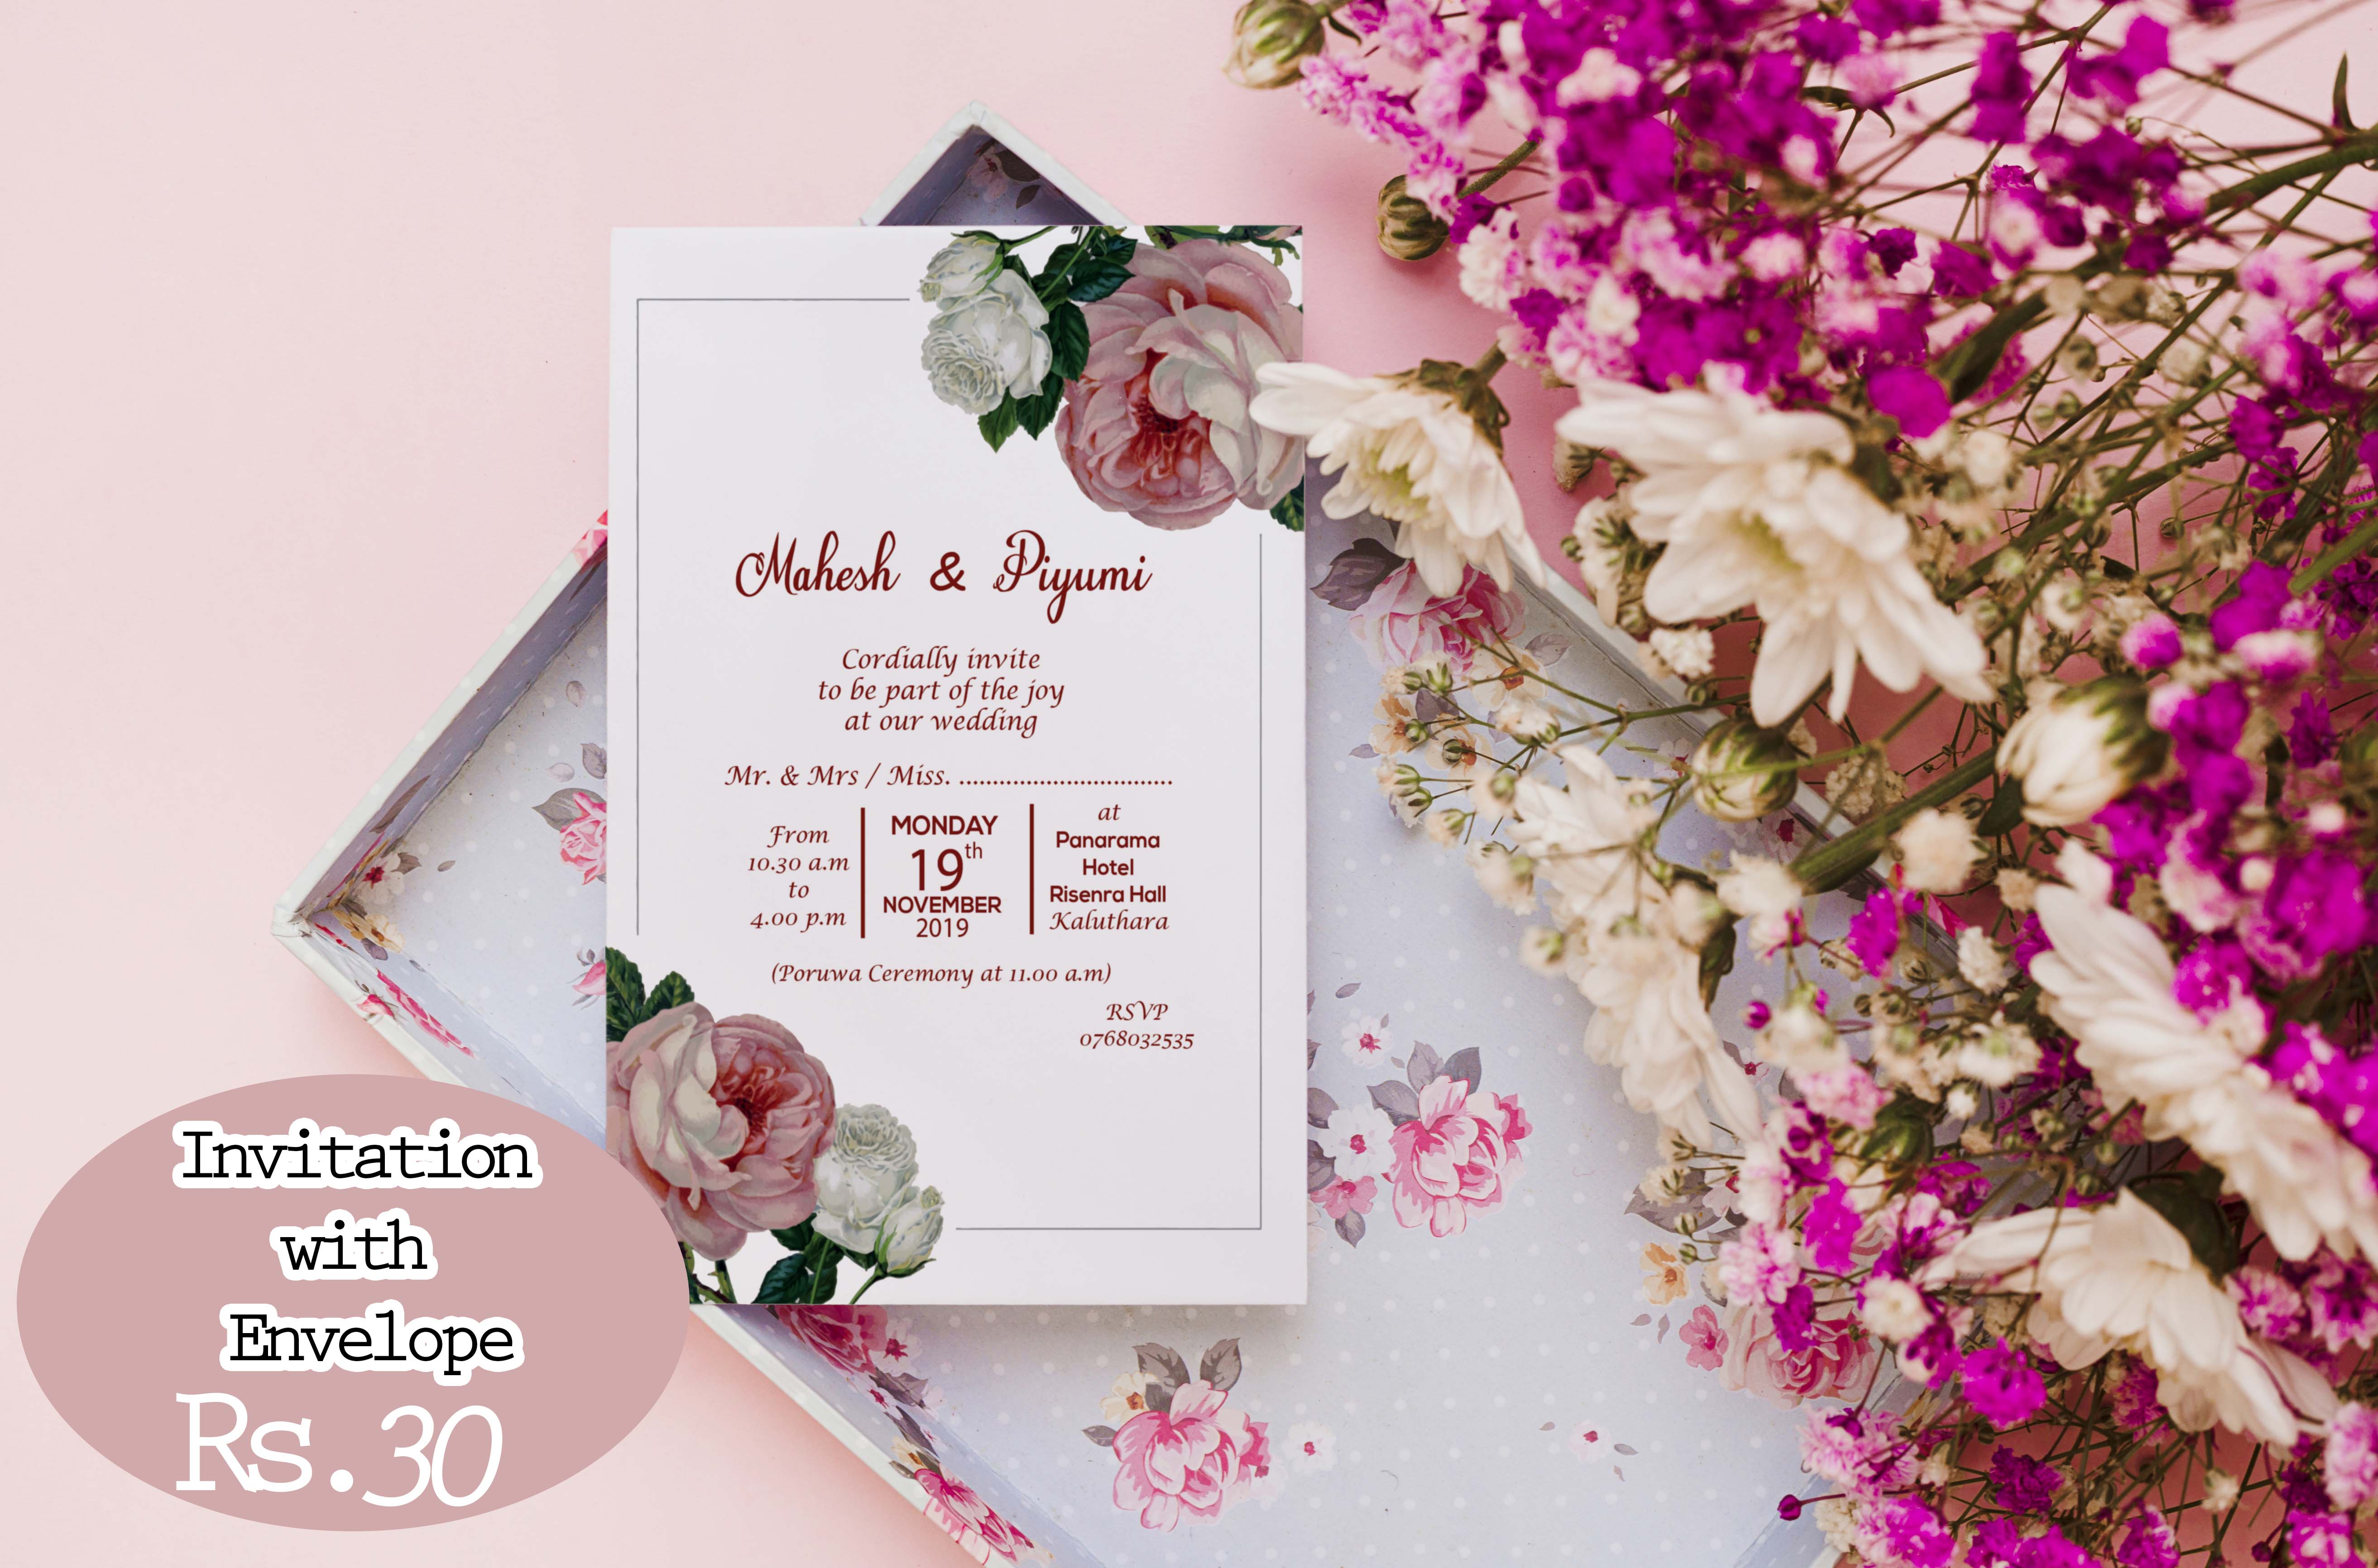 Mahesh & Piyumi
Cordially invite
to be part of the joy
at our wedding
Mr. & Mrs / Miss. ................................
From
10.30 a.m
to
4.00 p.m
MONDAY
19th
NOVEMBER
2019
at
Panarama
Hotel
Risenra Hall
Kaluthara
(Poruwa Ceremony at 11.00 a.m)
RSVP
0768032535
Invitation
with
Envelope
Rs.30